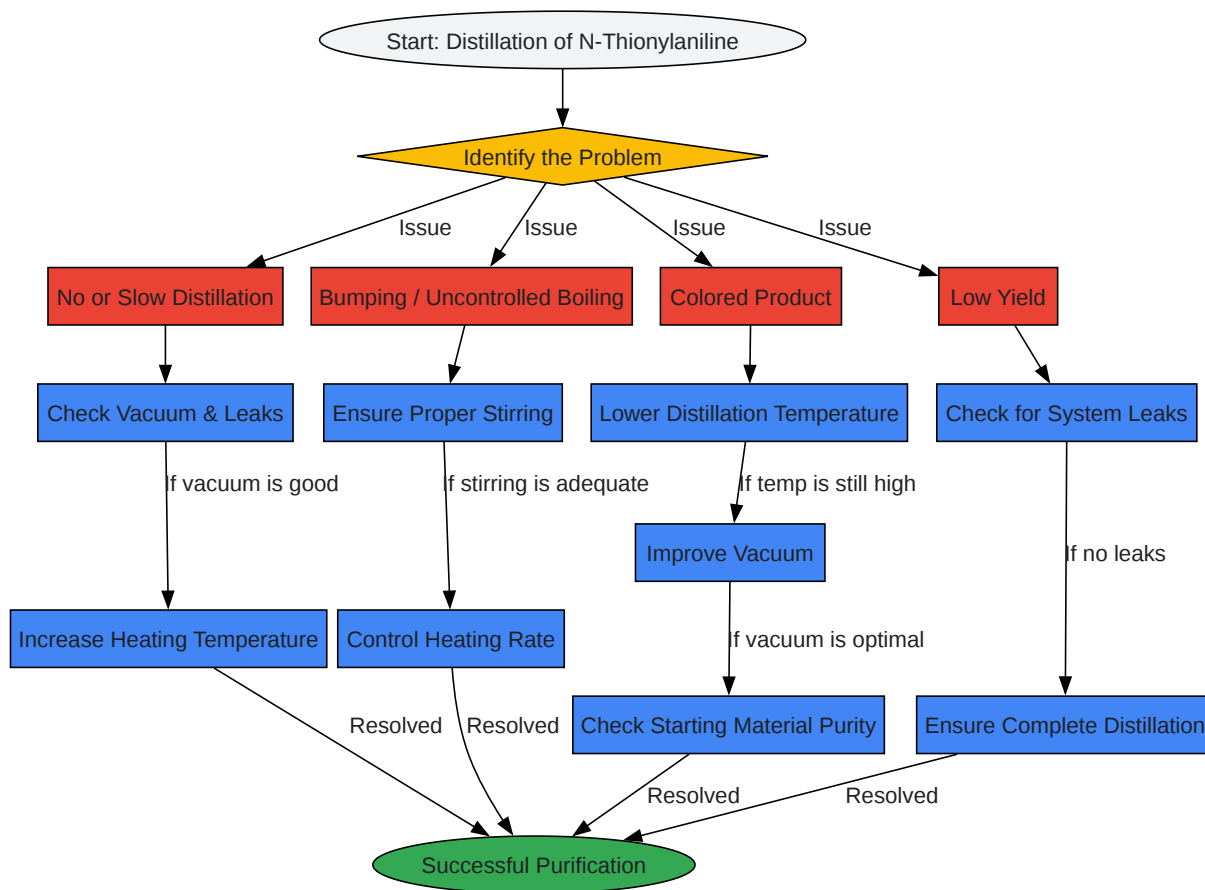 Start: Distillation of N-Thionylaniline
Identify the Problem
Issue
Issue
Issue
Issue
No or Slow Distillation
Bumping / Uncontrolled Boiling
Colored Product
Low Yield
Check Vacuum & Leaks
Ensure Proper Stirring
Lower Distillation Temperature
Check for System Leaks
If vacuum is good
If stirring is adequate
If temp is still high
Improve Vacuum
If no leaks
Increase Heating Temperature
Control Heating Rate
If vacuum is optimal
Check Starting Material Purity
Ensure Complete Distillation
Resolved
Resolved
Resolved
Resolved
Successful Purification